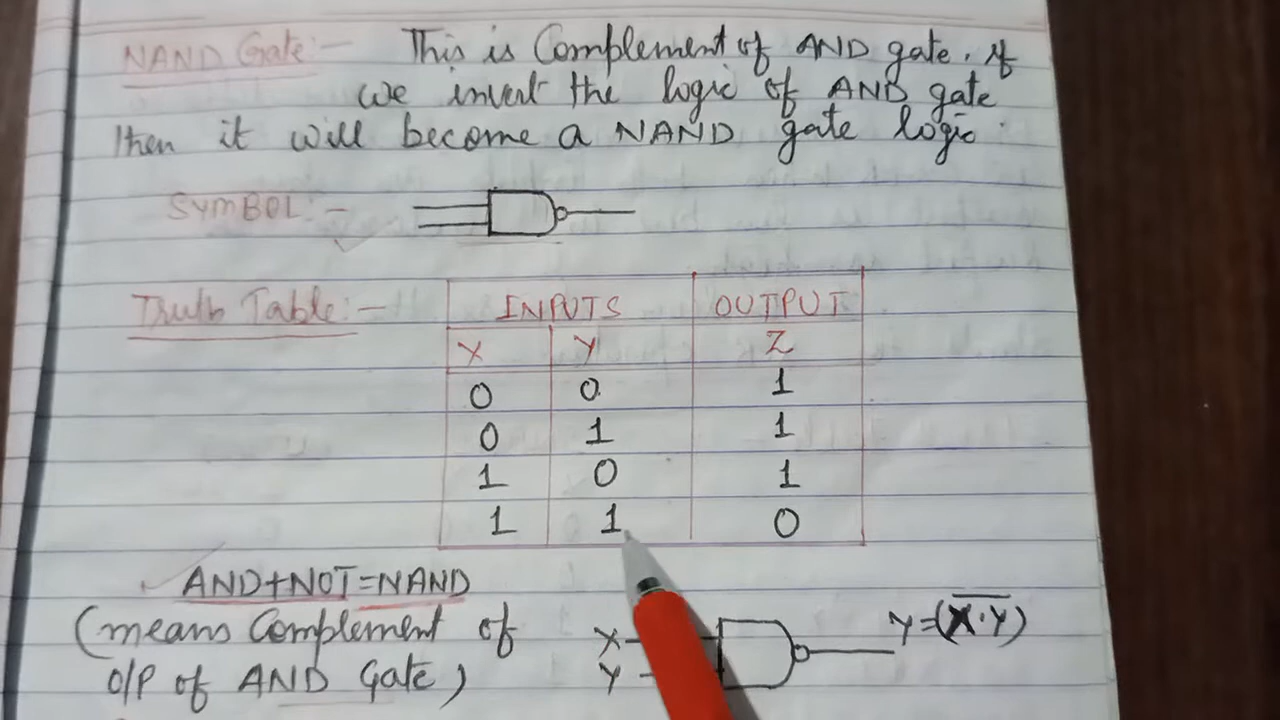 NAND Gate:- This is Complement of AND gate. If
we invert the logic of AND gate
then it will become a NAND gate logic.
SYMBOL:-
Truth Table:-
INPUTS OUTPUT
X Y Z
0 0 1
0 1 1
1 0 1
1 1 0
AND+NOT=NAND
(means Complement of
O/P of AND Gate)
X
Y
Y=(X̅·̅Y̅)